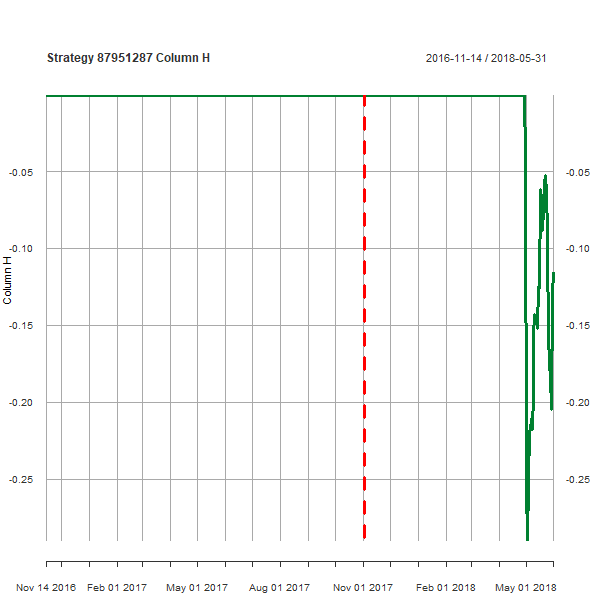 Strategy 87951287 Column H
2016-11-14 / 2018-05-31
-0.05 -0.05
-0.10 -0.10
Column H
-0.15 -0.15
-0.20 -0.20
-0.25 -0.25
Nov 14 2016 Feb 01 2017 May 01 2017 Aug 01 2017 Nov 01 2017 Feb 01 2018 May 01 2018